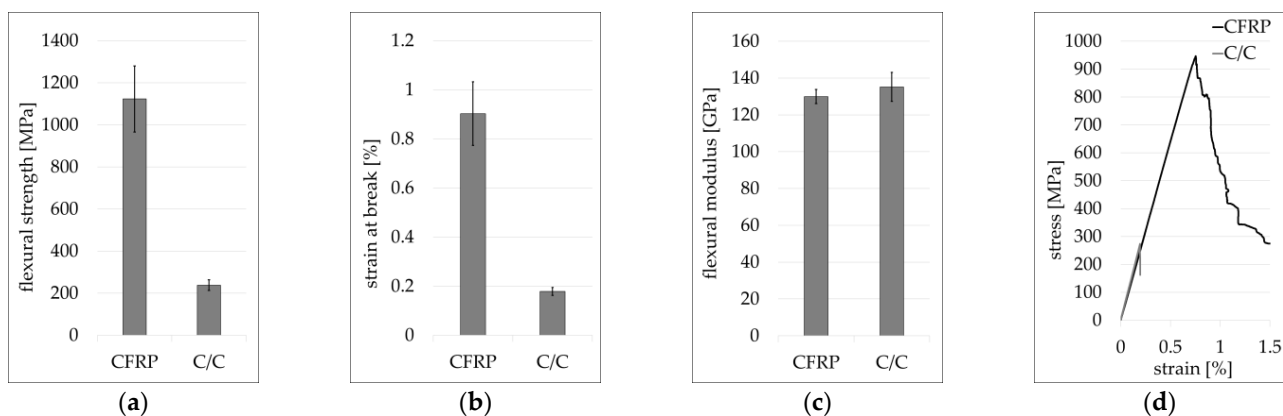 flexural strength [MPa]
1400
1200
1000
800
600
400
200
0
CFRP C/C
(a)
strain at break [%]
1.2
1
0.8
0.6
0.4
0.2
0
CFRP C/C
(b)
flexural modulus [GPa]
160
140
120
100
80
60
40
20
0
CFRP C/C
(c)
CFRP
C/C
stress [MPa]
1000
900
800
700
600
500
400
300
200
100
0
0 0.5 1 1.5
strain [%]
(d)